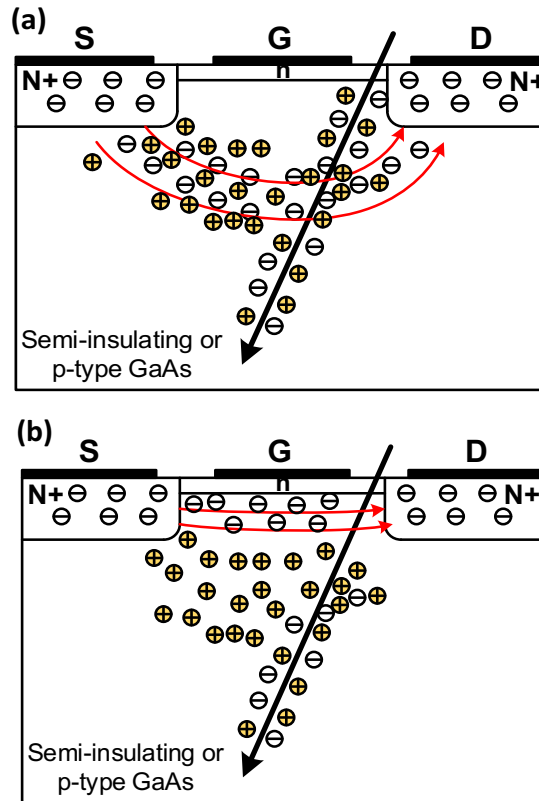 (a)
S G D
n
N+ N+
Semi-insulating or
p-type GaAs
(b)
S G D
n
N+ N+
Semi-insulating or
p-type GaAs